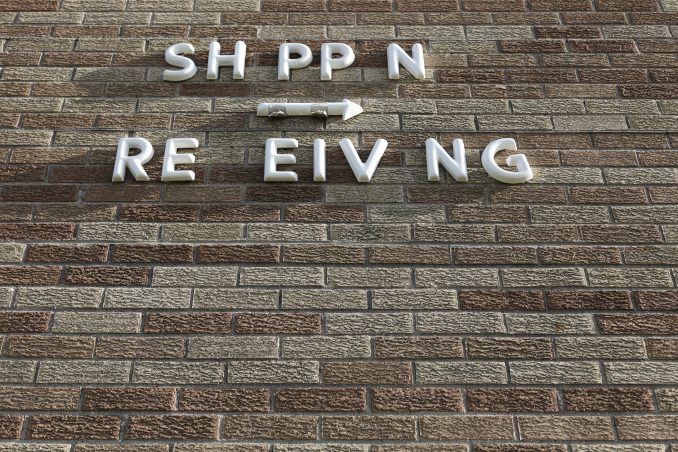 SH PP N
RE EIV NG